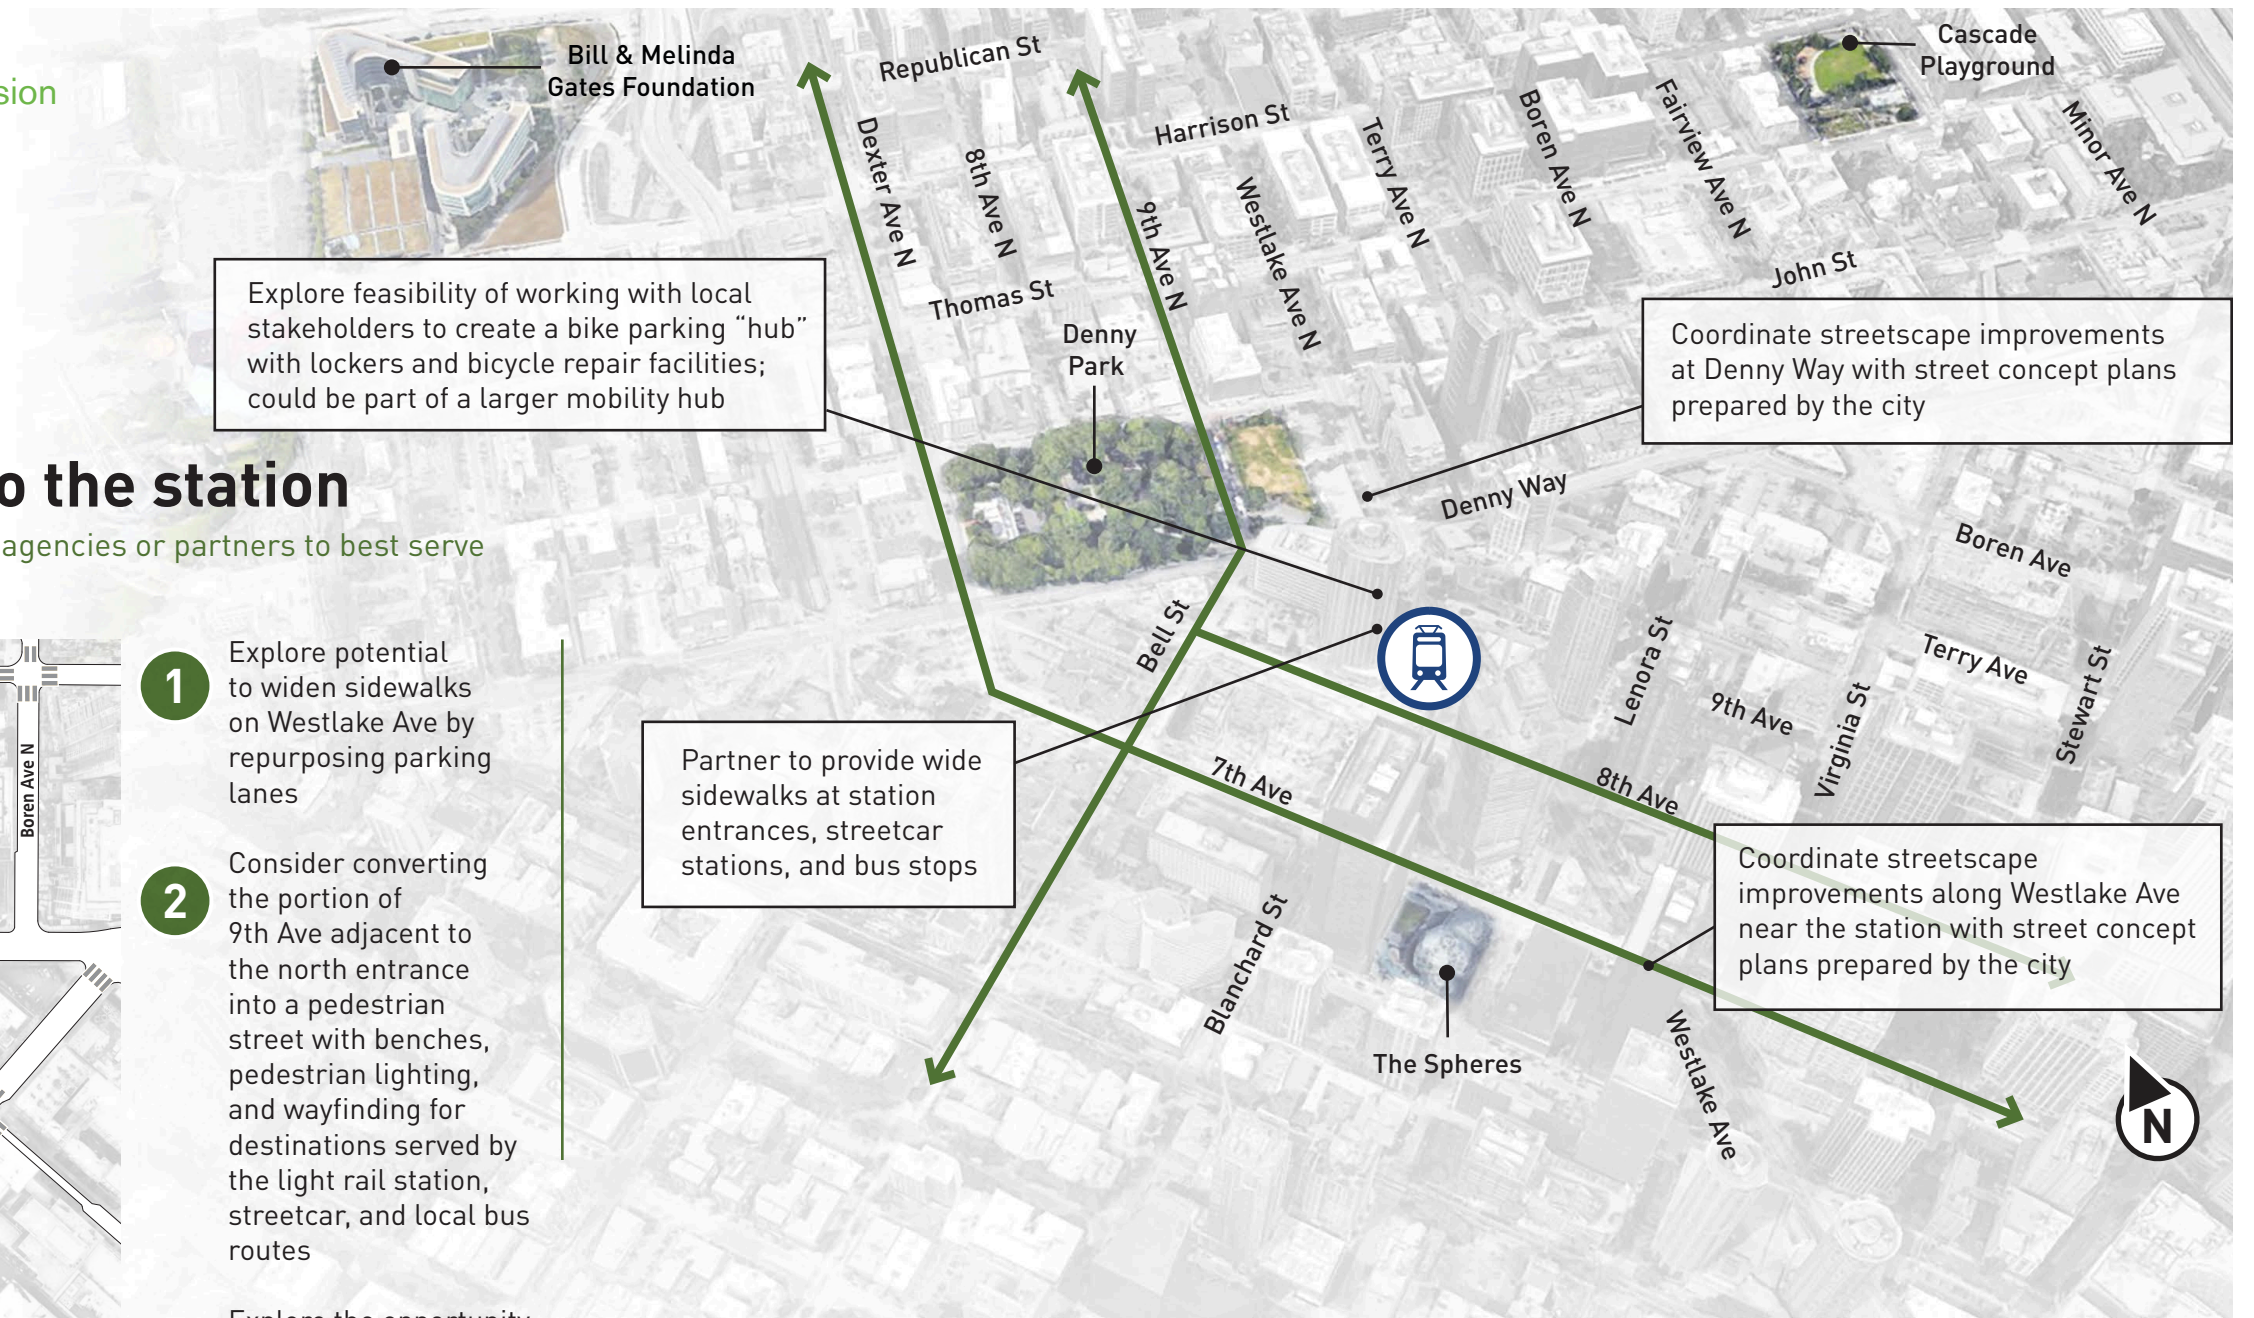 sion
Bill & Melinda
Gates Foundation
Republican St
Cascade
Playground
Harrison St
Dexter Ave N
8th Ave N
9th Ave N
Westlake Ave N
Terry Ave N
Boren Ave N
Fairview Ave N
Minor Ave N
John St
Thomas St
Denny
Park
Explore feasibility of working with local
stakeholders to create a bike parking “hub”
with lockers and bicycle repair facilities;
could be part of a larger mobility hub
Coordinate streetscape improvements
at Denny Way with street concept plans
prepared by the city
o the station
agencies or partners to best serve
Denny Way
Boren Ave
Bell St
Lenora St
9th Ave
Virginia St
Terry Ave
Stewart St
Boren Ave N
1
Explore potential
to widen sidewalks
on Westlake Ave by
repurposing parking
lanes
2
Consider converting
the portion of
9th Ave adjacent to
the north entrance
into a pedestrian
street with benches,
pedestrian lighting,
and wayfinding for
destinations served by
the light rail station,
streetcar, and local bus
routes
Explore the opportunity
Partner to provide wide
sidewalks at station
entrances, streetcar
stations, and bus stops
7th Ave
8th Ave
Coordinate streetscape
improvements along Westlake Ave
near the station with street concept
plans prepared by the city
Blanchard St
The Spheres
Westlake Ave
N